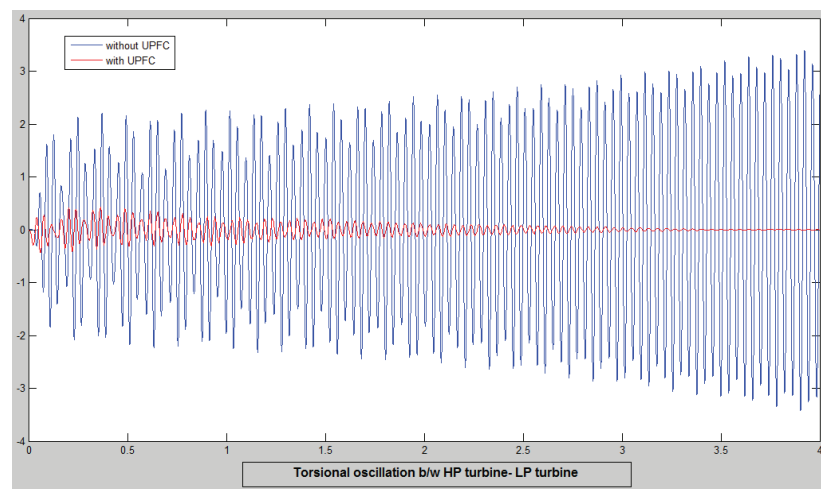 4
without UPFC
with UPFC
3
2
1
0
-1
-2
-3
-4
0 0.5 1 1.5 2 2.5 3 3.5 4
Torsional oscillation b/w HP turbine- LP turbine